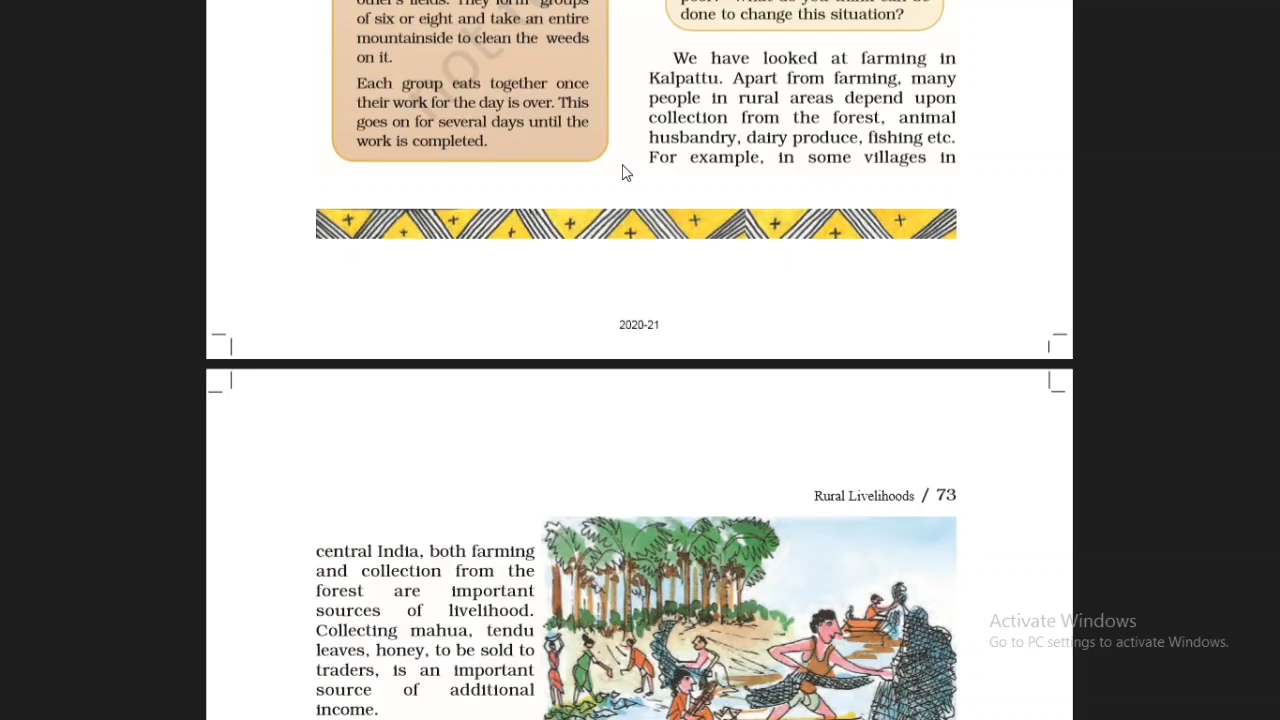 other's fields. They form groups
of six or eight and take an entire
mountainside to clean the weeds
on it.
Each group eats together once
their work for the day is over. This
goes on for several days until the
work is completed.
done to change this situation?
We have looked at farming in
Kalpattu. Apart from farming, many
people in rural areas depend upon
collection from the forest, animal
husbandry, dairy produce, fishing etc.
For example, in some villages in
2020-21
Rural Livelihoods / 73
central India, both farming
and collection from the
forest are important
sources of livelihood.
Collecting mahua, tendu
leaves, honey, to be sold to
traders, is an important
source of additional
income.
Activate Windows
Go to PC settings to activate Windows.